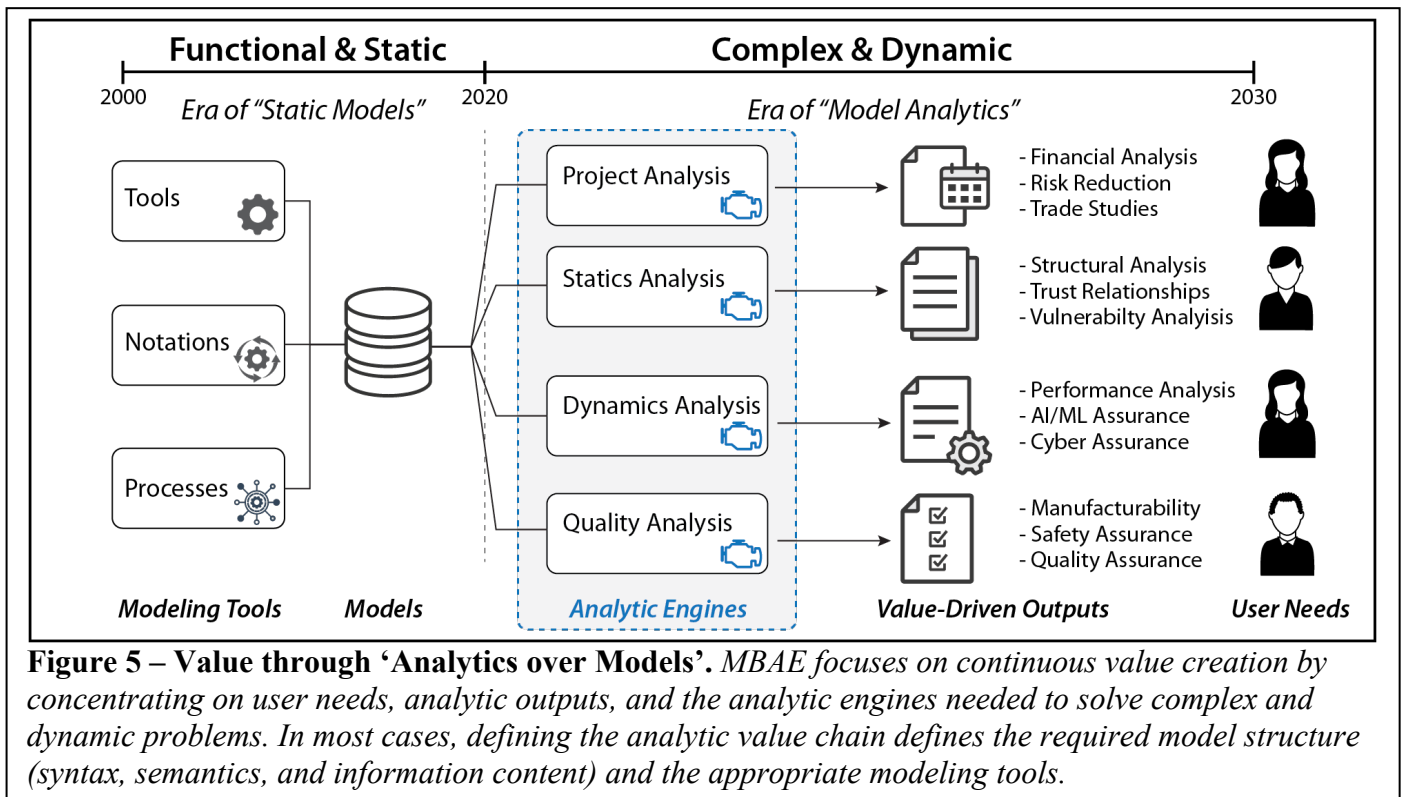 Functional & Static
Complex & Dynamic
2000
Era of “Static Models”
2020
Era of “Model Analytics”
2030
Tools
Notations
Processes
Project Analysis
Statics Analysis
Dynamics Analysis
Quality Analysis
- Financial Analysis
- Risk Reduction
- Trade Studies
- Structural Analysis
- Trust Relationships
- Vulnerabilty Analyisis
- Performance Analysis
- AI/ML Assurance
- Cyber Assurance
- Manufacturability
- Safety Assurance
- Quality Assurance
Modeling Tools
Models
Analytic Engines
Value-Driven Outputs
User Needs
Figure 5 – Value through ‘Analytics over Models’. MBAE focuses on continuous value creation by
concentrating on user needs, analytic outputs, and the analytic engines needed to solve complex and
dynamic problems. In most cases, defining the analytic value chain defines the required model structure
(syntax, semantics, and information content) and the appropriate modeling tools.